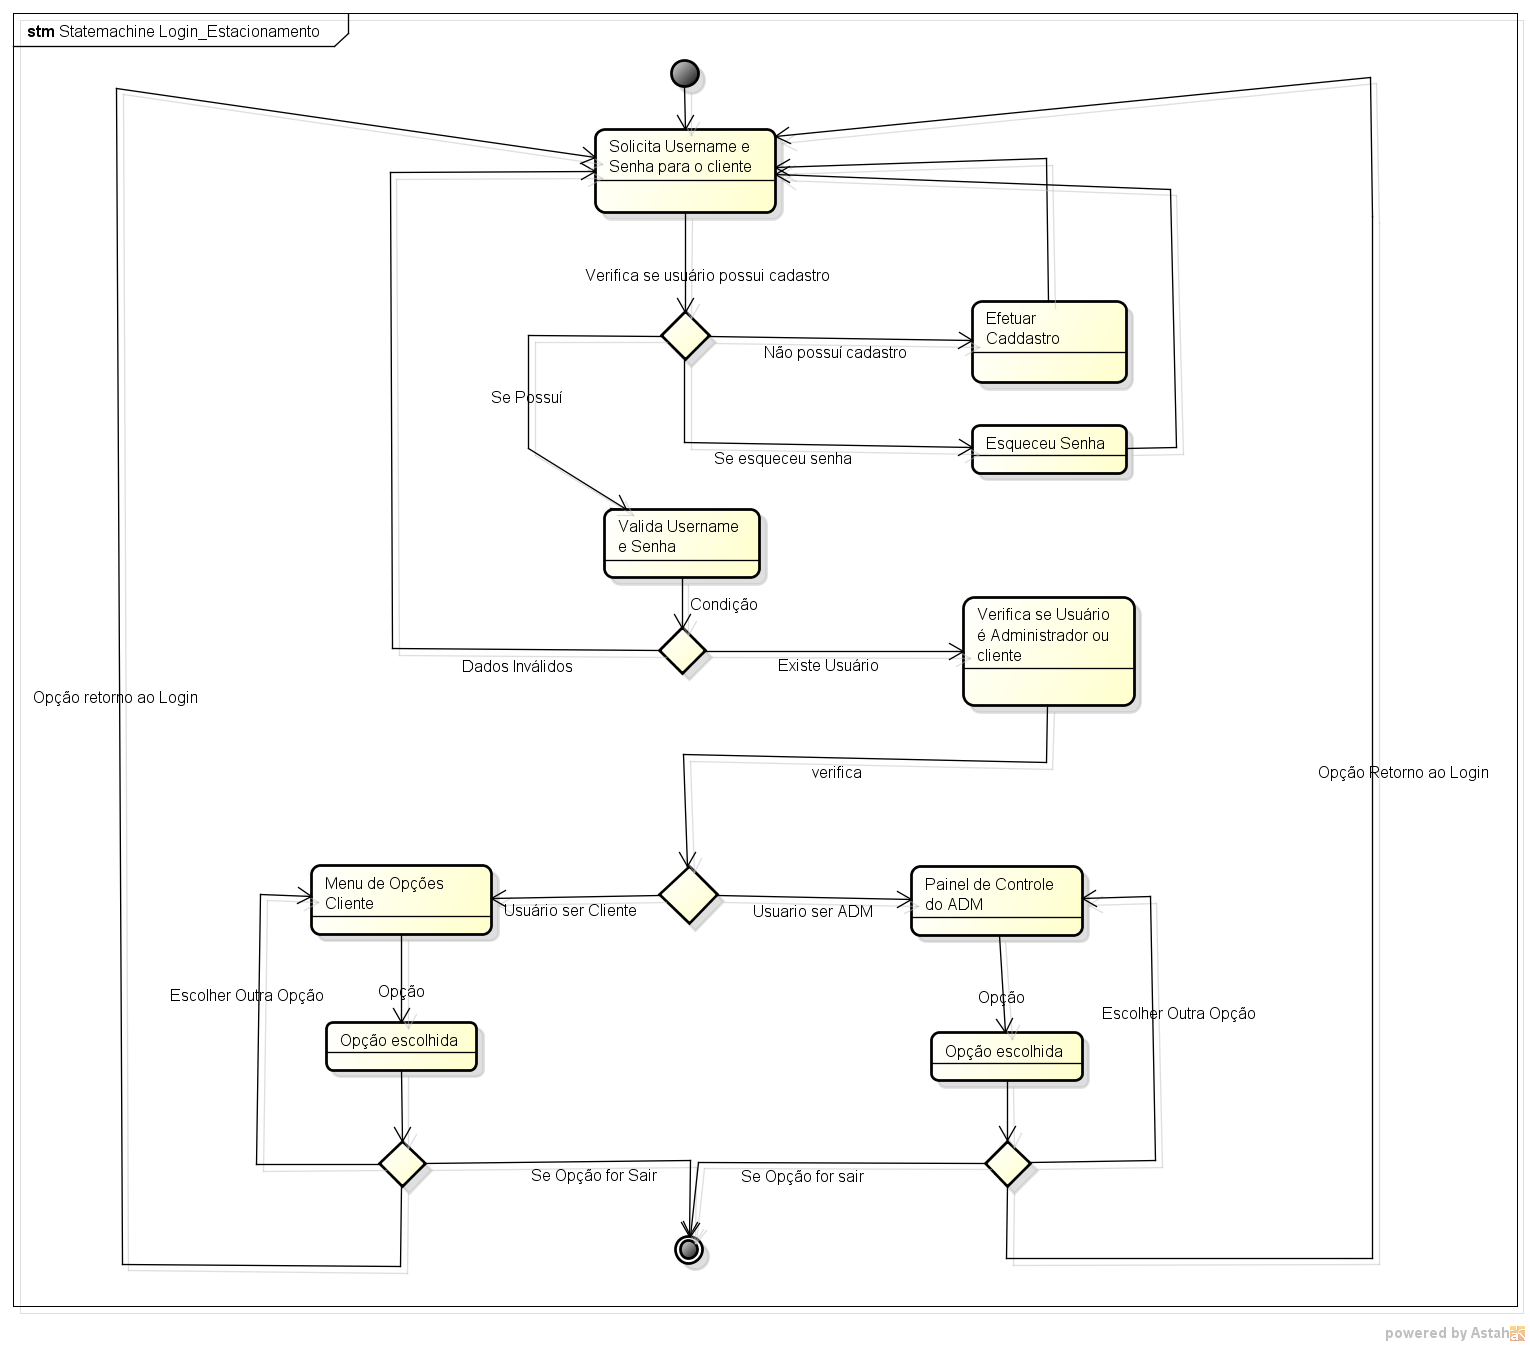 stm Statemachine Login_Estacionamento
Solicita Username e
Senha para o cliente
Verifica se usuário possui cadastro
Efetuar
Caddastro
Não possuí cadastro
Se Possuí
Esqueceu Senha
Se esqueceu senha
Valida Username
e Senha
Condição
Verifica se Usuário
é Administrador ou
cliente
Dados Inválidos
Existe Usuário
Opção retorno ao Login
verifica
Opção Retorno ao Login
Menu de Opções
Cliente
Usuário ser Cliente
Usuario ser ADM
Painel de Controle
do ADM
Escolher Outra Opção
Opção
Opção
Escolher Outra Opção
Opção escolhida
Opção escolhida
Se Opção for Sair
Se Opção for sair
powered by Astah